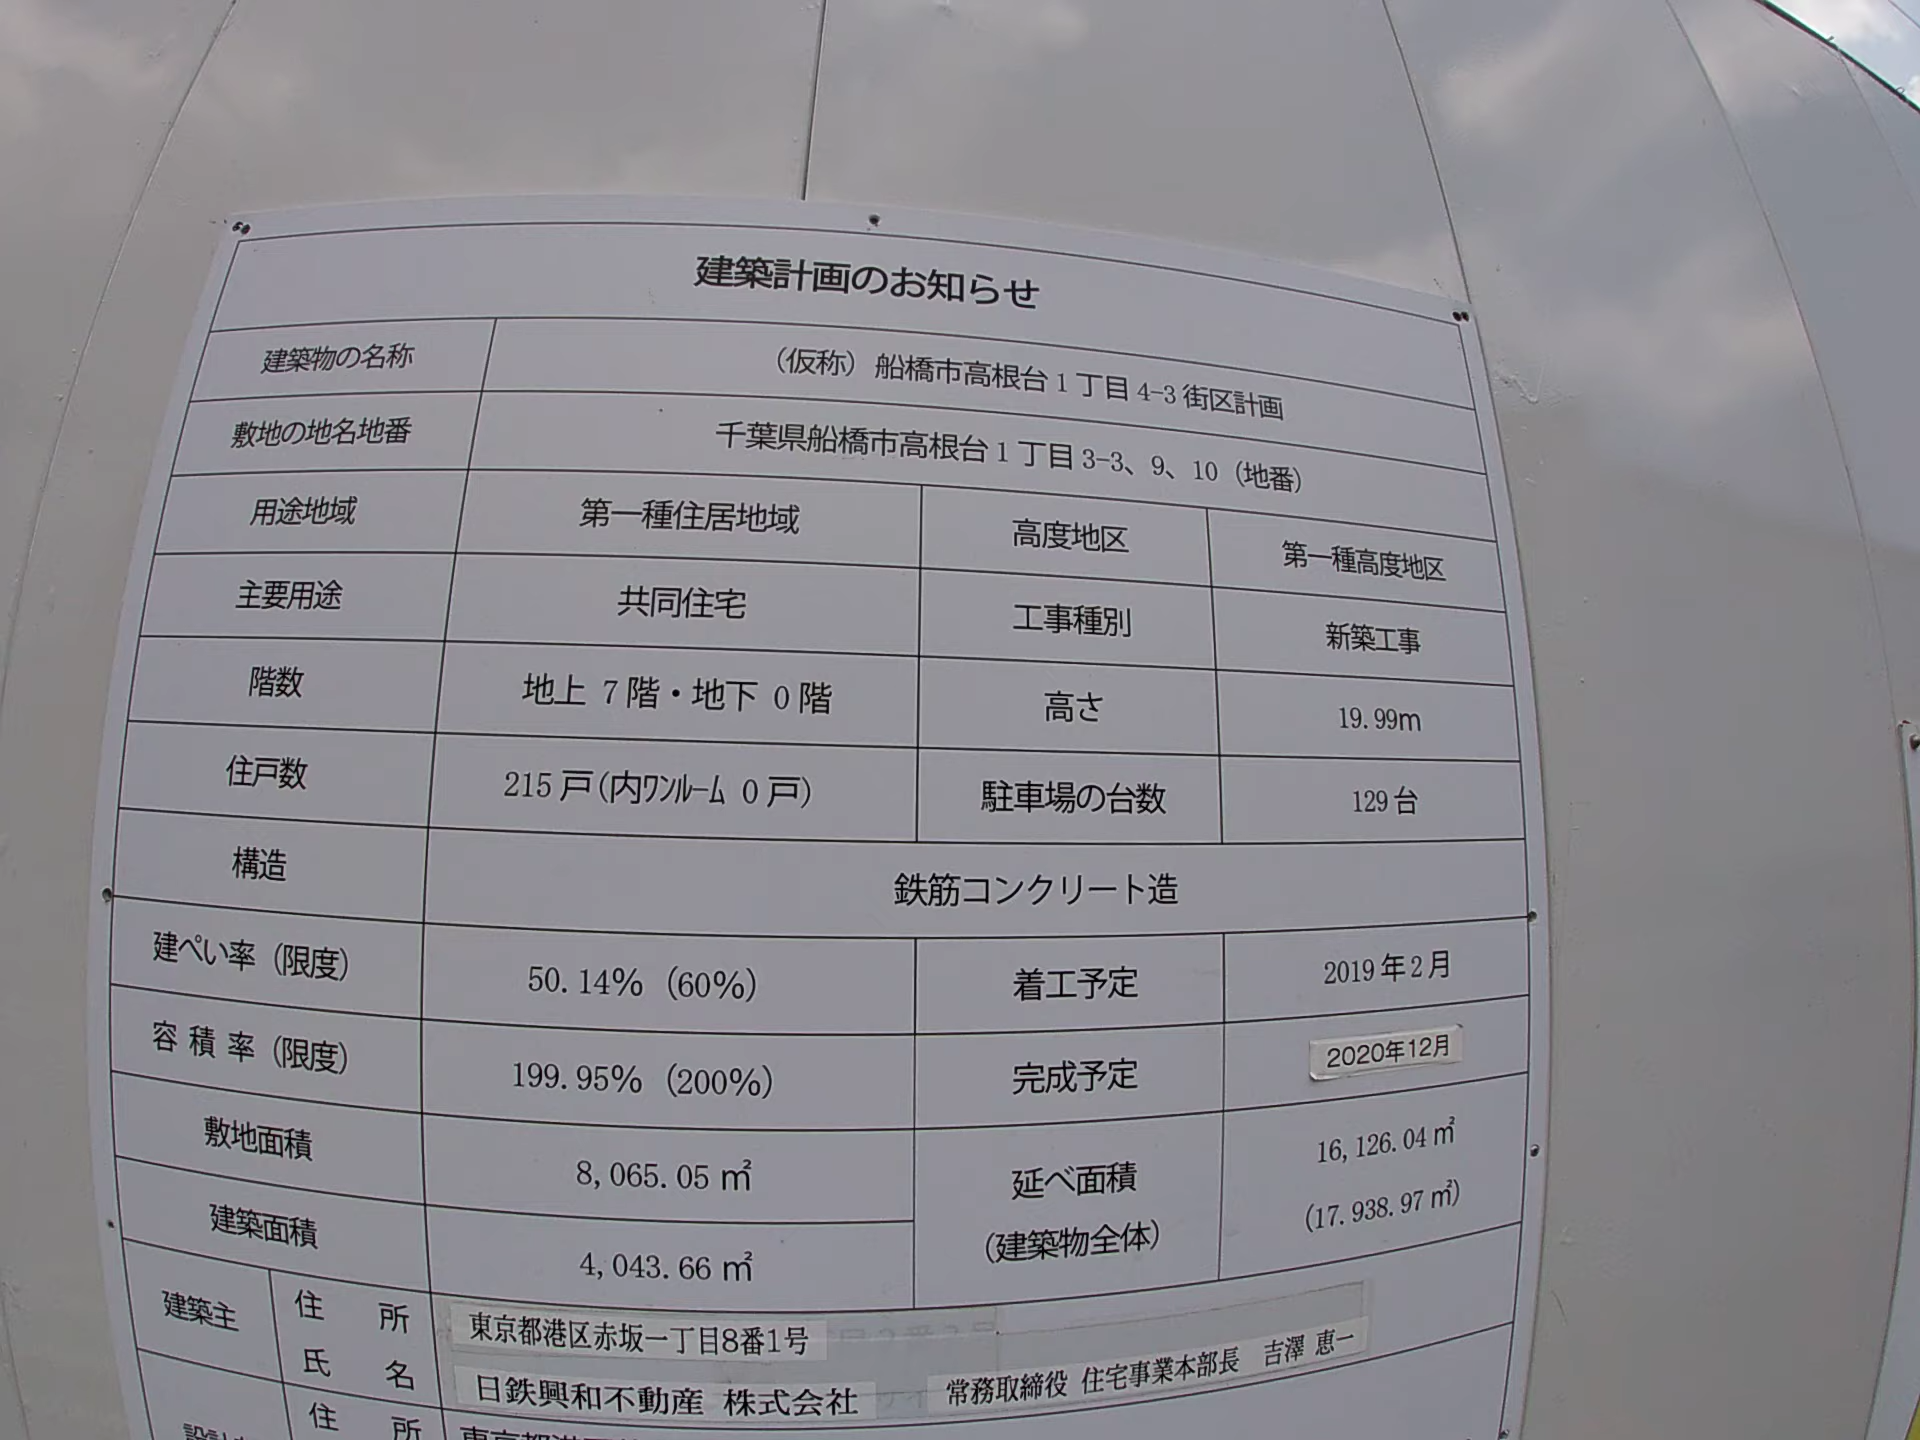 建築計画のお知らせ
建築物の名称 （仮称）船橋市高根台1丁目4-3街区計画
敷地の地名地番 千葉県船橋市高根台1丁目3-3、9、10（地番）
用途地域 第一種住居地域 高度地区 第一種高度地区
主要用途 共同住宅 工事種別 新築工事
階数 地上 7階・地下 0階 高さ 19.99m
住戸数 215戸(内ﾜﾝﾙｰﾑ 0戸) 駐車場の台数 129台
構造 鉄筋コンクリート造
建ぺい率（限度） 50.14%（60%） 着工予定 2019年2月
容積率（限度） 199.95%（200%） 完成予定 2020年12月
敷地面積 8,065.05㎡ 延べ面積 16,126.04㎡
建築面積 4,043.66㎡ (建築物全体) (17.938.97㎡)
建築主 住所 東京都港区赤坂一丁目8番1号
氏名 日鉄興和不動産 株式会社 常務取締役 住宅事業本部長 吉澤 恵一
住所